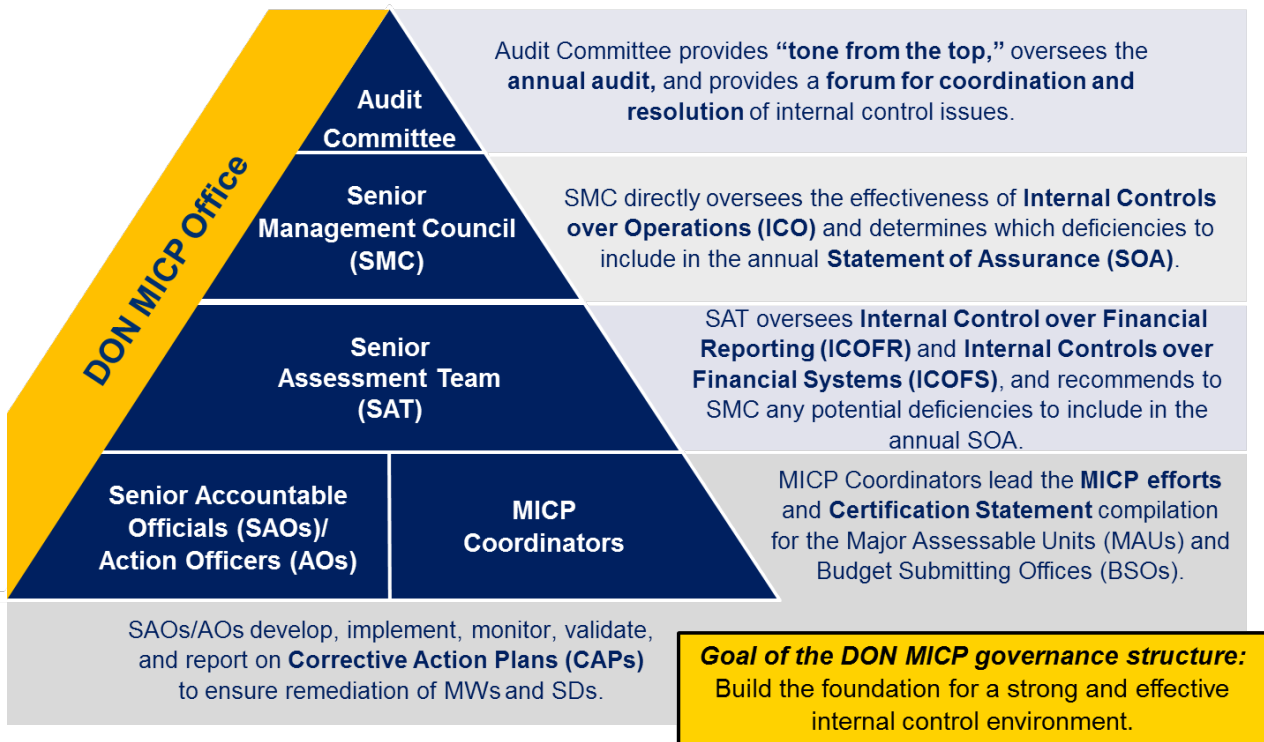 DON MICP Office
Audit
Committee
Audit Committee provides “tone from the top,” oversees the
annual audit, and provides a forum for coordination and
resolution of internal control issues.
Senior
Management Council
(SMC)
SMC directly oversees the effectiveness of Internal Controls
over Operations (ICO) and determines which deficiencies to
include in the annual Statement of Assurance (SOA).
Senior
Assessment Team
(SAT)
SAT oversees Internal Control over Financial
Reporting (ICOFR) and Internal Controls over
Financial Systems (ICOFS), and recommends to
SMC any potential deficiencies to include in the
annual SOA.
Senior Accountable
Officials (SAOs)/
Action Officers (AOs)
MICP
Coordinators
MICP Coordinators lead the MICP efforts
and Certification Statement compilation
for the Major Assessable Units (MAUs) and
Budget Submitting Offices (BSOs).
SAOs/AOs develop, implement, monitor, validate,
and report on Corrective Action Plans (CAPs)
to ensure remediation of MWs and SDs.
Goal of the DON MICP governance structure:
Build the foundation for a strong and effective
internal control environment.